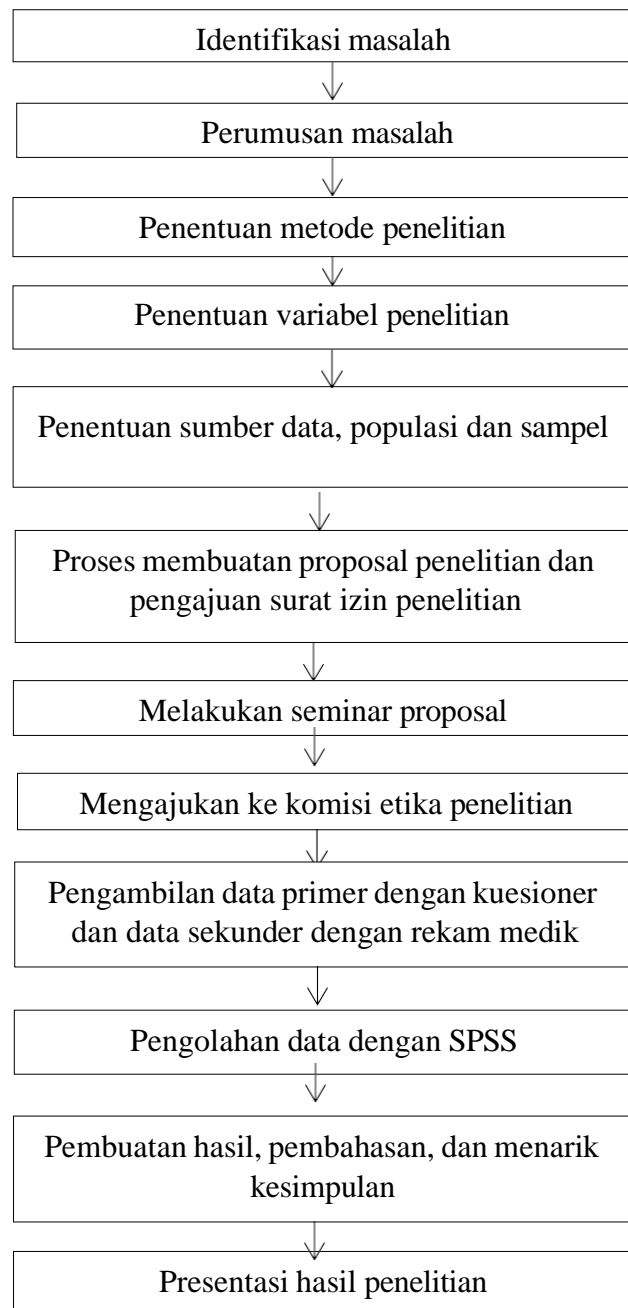 Identifikasi masalah
Perumusan masalah
Penentuan metode penelitian
Penentuan variabel penelitian
Penentuan sumber data, populasi dan sampel
Proses membuatan proposal penelitian dan
pengajuan surat izin penelitian
Melakukan seminar proposal
Mengajukan ke komisi etika penelitian
Pengambilan data primer dengan kuesioner
dan data sekunder dengan rekam medik
Pengolahan data dengan SPSS
Pembuatan hasil, pembahasan, dan menarik
kesimpulan
Presentasi hasil penelitian